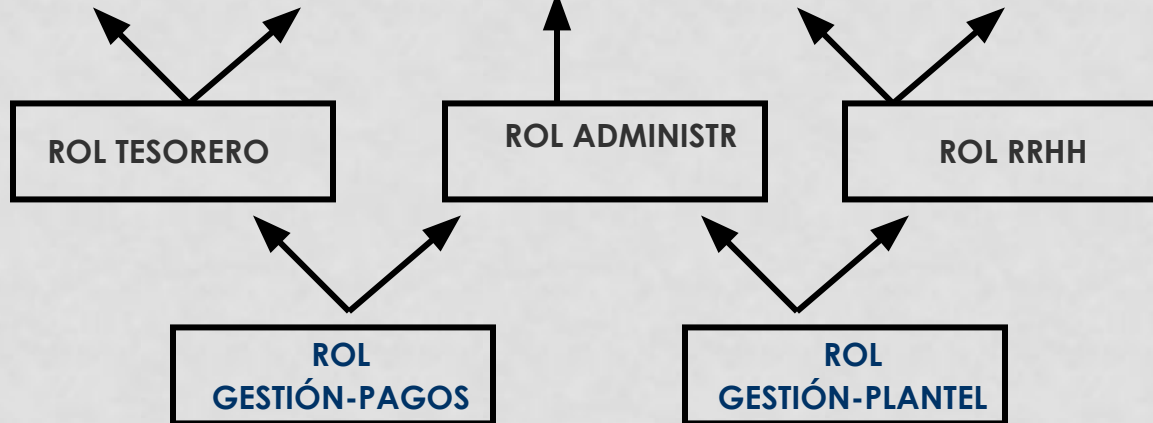 ROL TESORERO
ROL ADMINISTR
ROL RRHH
ROL
GESTIÓN-PAGOS
ROL
GESTIÓN-PLANTEL